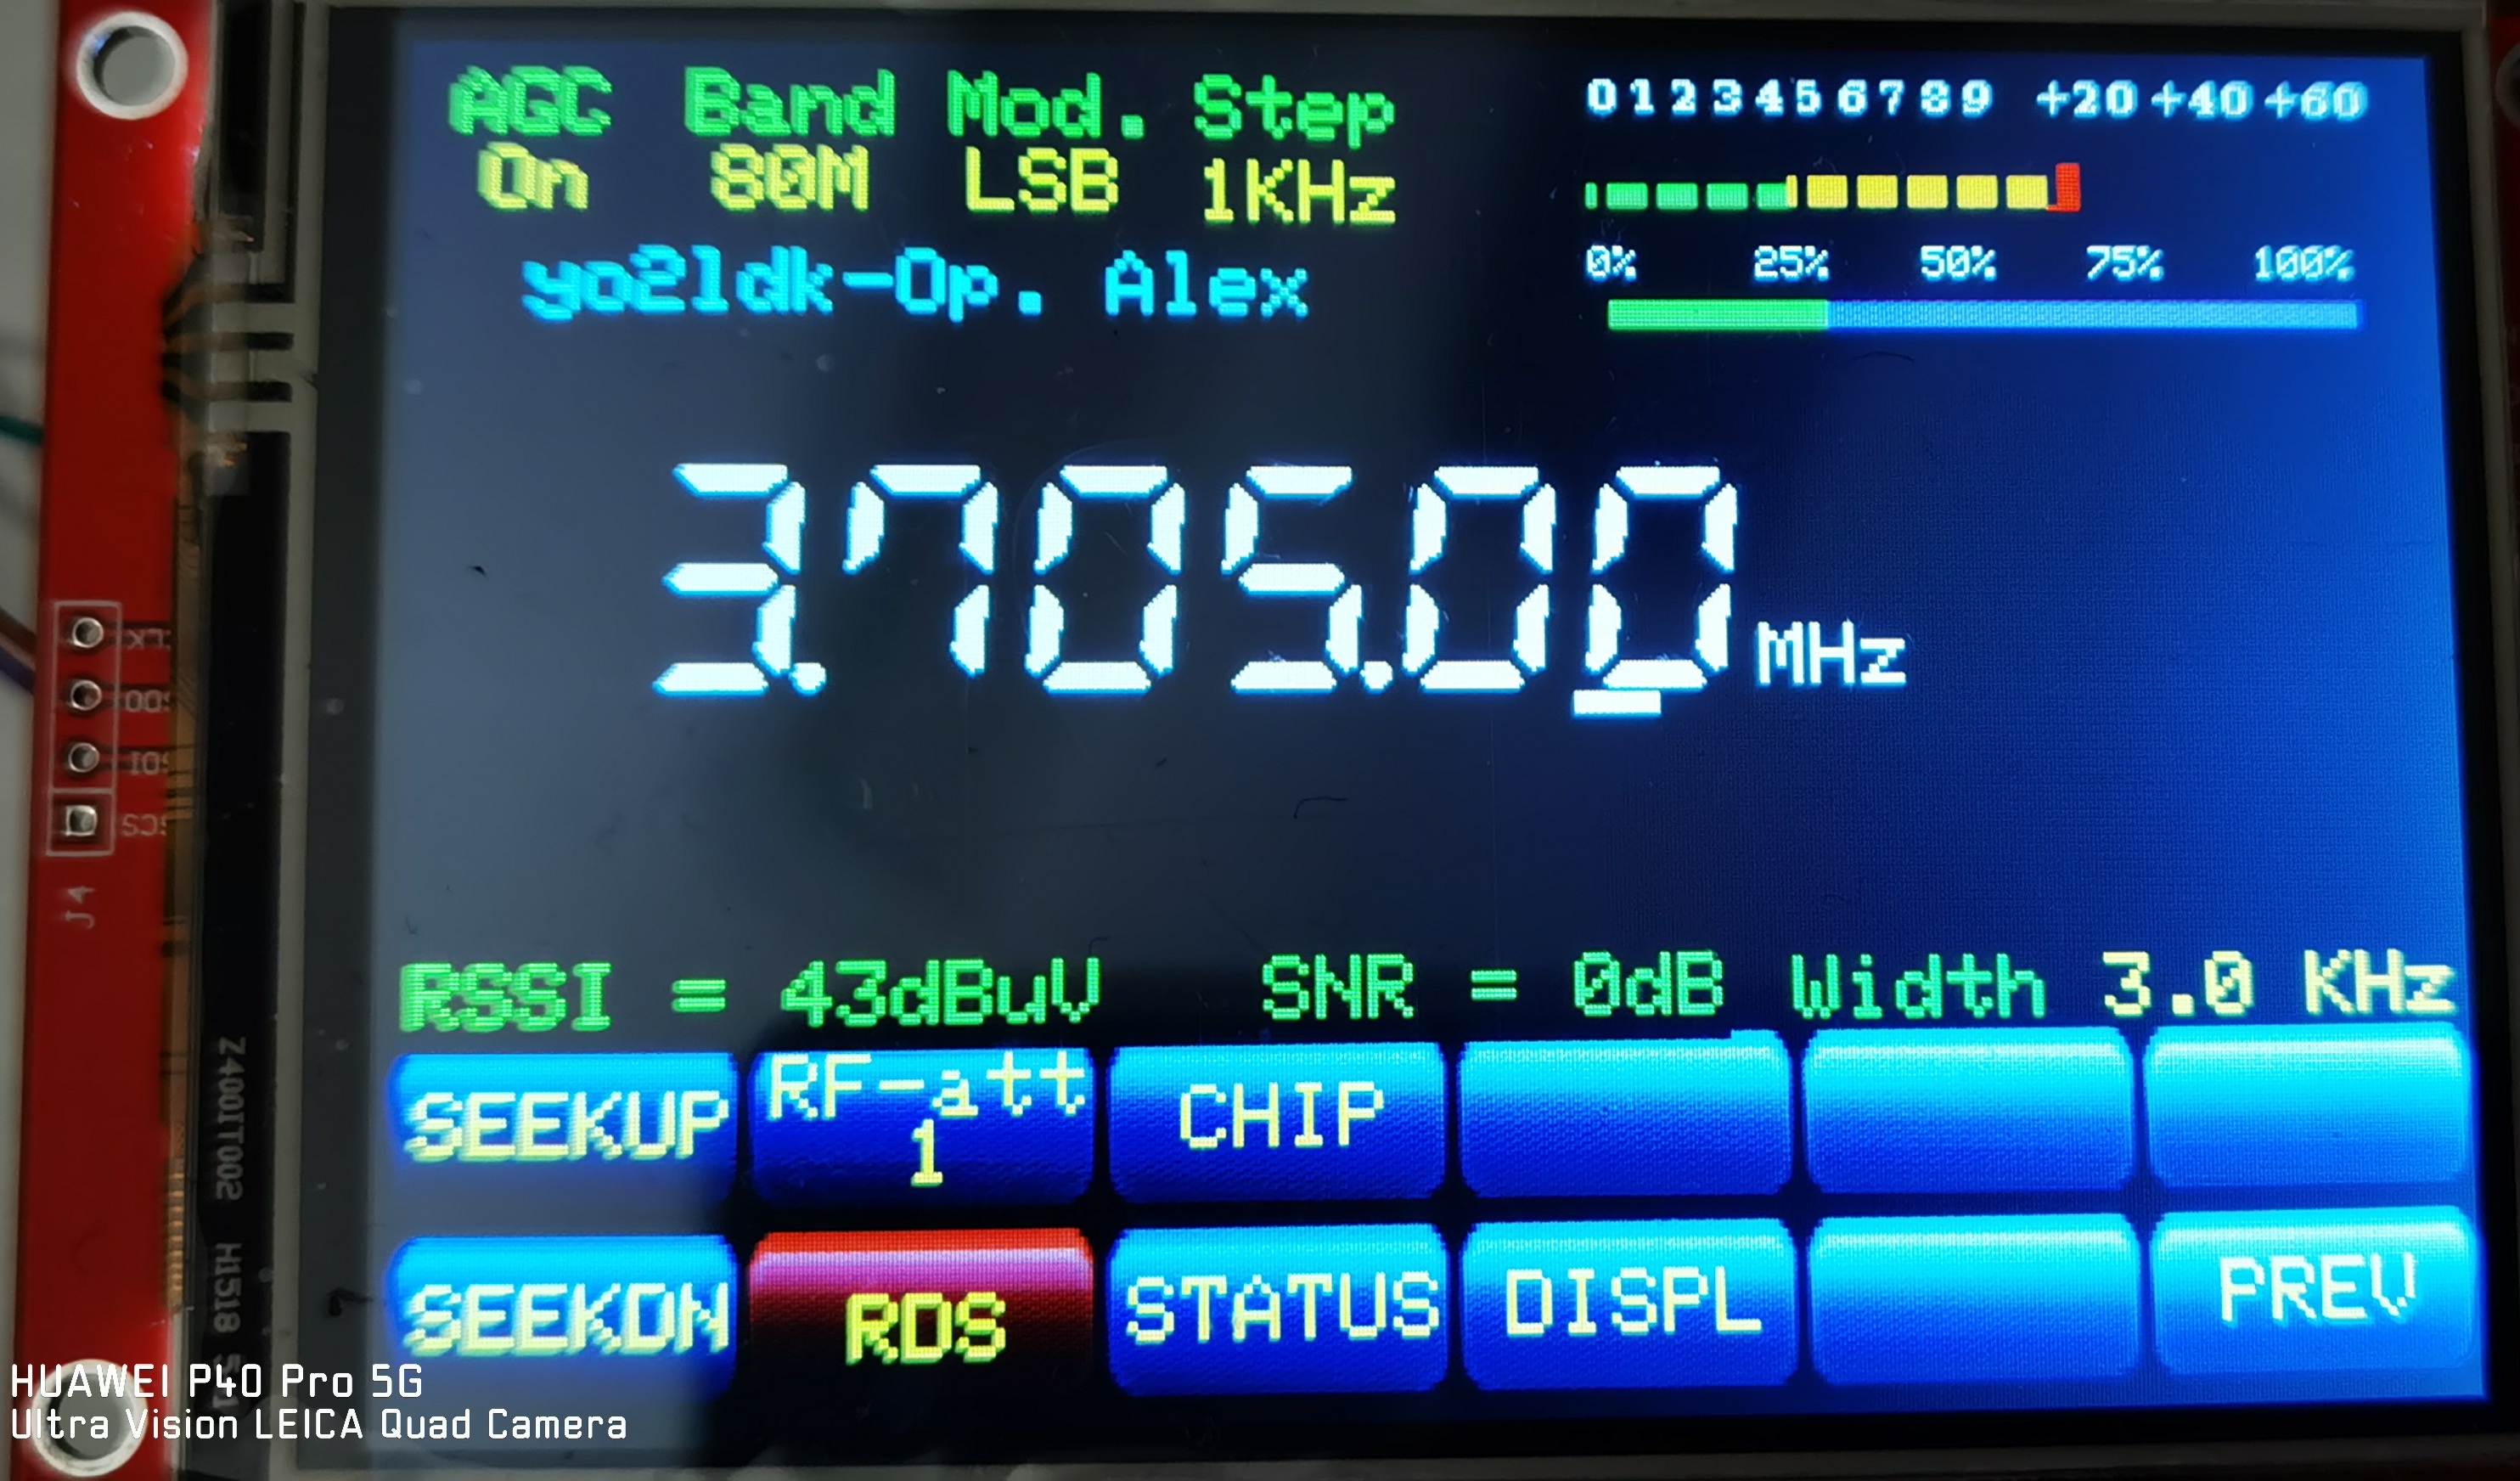 AGC Band Mod. Step
On 80M LSB 1KHz
yo2ldk-Op. Alex
0 1 2 3 4 5 6 7 8 9 +20 +40 +60
0% 25% 50% 75% 100%
3.705.00 MHz
RSSI = 43dBuV SNR = 0dB Width 3.0 KHz
SEEKUP RF-att 1 CHIP
SEEKDN RDS STATUS DISPL PREV
J4
Z400IT002
HUAWEI P40 Pro 5G
Ultra Vision LEICA Quad Camera